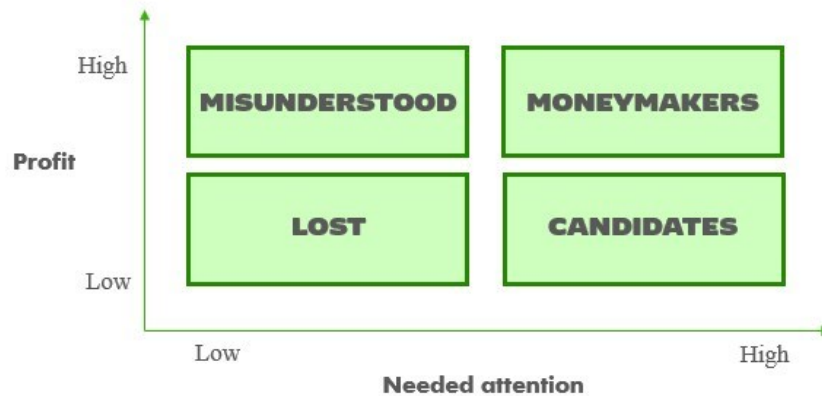 High
MISUNDERSTOOD MONEYMAKERS
Profit
LOST CANDIDATES
Low
Low High
Needed attention